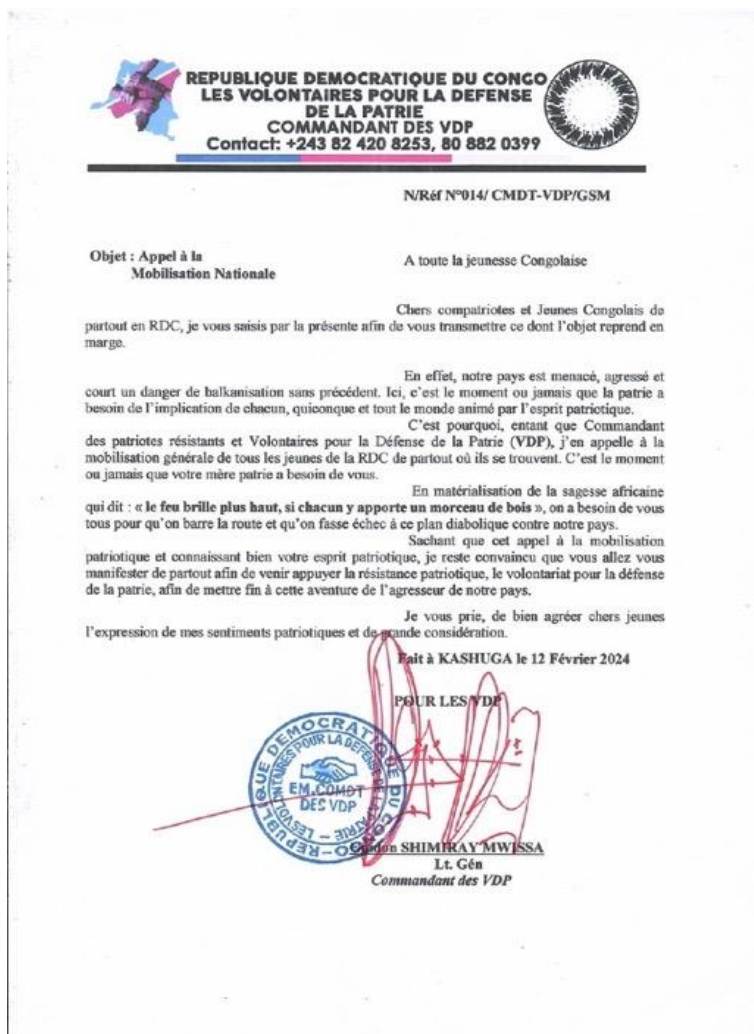 REPUBLIQUE DEMOCRATIQUE DU CONGO
LES VOLONTAIRES POUR LA DEFENSE
DE LA PATRIE
COMMANDANT DES VDP
Contact: +243 82 420 8253, 80 882 0399
N/Réf N°014/ CMDT-VDP/GSM
Objet : Appel à la
Mobilisation Nationale
A toute la jeunesse Congolaise
Chers compatriotes et Jeunes Congolais de
partout en RDC, je vous saisis par la présente afin de vous transmettre ce dont l'objet reprend en
marge.
En effet, notre pays est menacé, agressé et
court un danger de balkanisation sans précédent. Ici, c'est le moment ou jamais que la patrie a
besoin de l'implication de chacun, quiconque et tout le monde animé par l'esprit patriotique.
C'est pourquoi, entant que Commandant
des patriotes résistants et Volontaires pour la Défense de la Patrie (VDP), j'en appelle à la
mobilisation générale de tous les jeunes de la RDC de partout où ils se trouvent. C'est le moment
ou jamais que votre mère patrie a besoin de vous.
En matérialisation de la sagesse africaine
qui dit : « le feu brille plus haut, si chacun y apporte un morceau de bois », on a besoin de vous
tous pour qu'on barre la route et qu'on fasse échec à ce plan diabolique contre notre pays.
Sachant que cet appel à la mobilisation
patriotique et connaissant bien votre esprit patriotique, je reste convaincu que vous allez vous
manifester de partout afin de venir appuyer la résistance patriotique, le volontariat pour la défense
de la patrie, afin de mettre fin à cette aventure de l'agresseur de notre pays.
Je vous prie, de bien agréer chers jeunes
l'expression de mes sentiments patriotiques et de grande considération.
Fait à KASHUGA le 12 Février 2024
POUR LES VDP
REPUBLIQUE DEMOCRATIQUE DU CONGO
LES VOLONTAIRES POUR LA DEFENSE DE LA PATRIE
EM.COMDT
DES VDP
SHIMIRAY MWISSA
Lt. Gén
Commandant des VDP